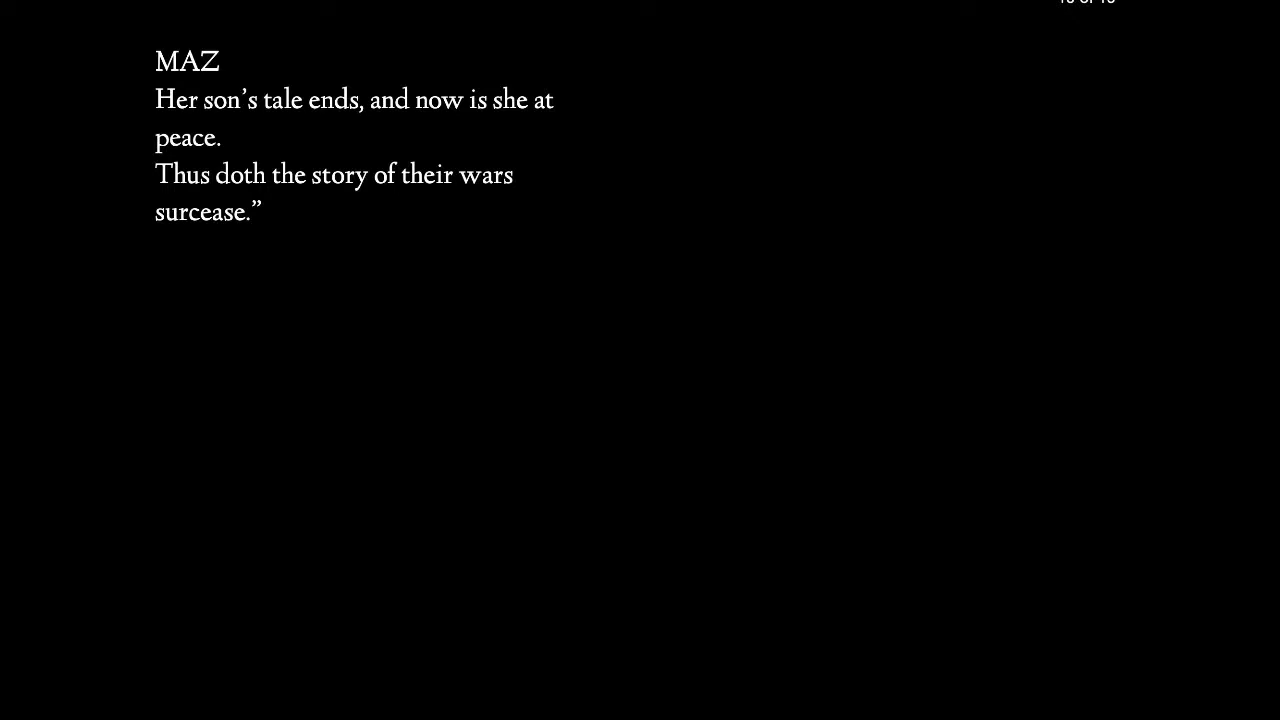 MAZ
Her son’s tale ends, and now is she at
peace.
Thus doth the story of their wars
surcease.”